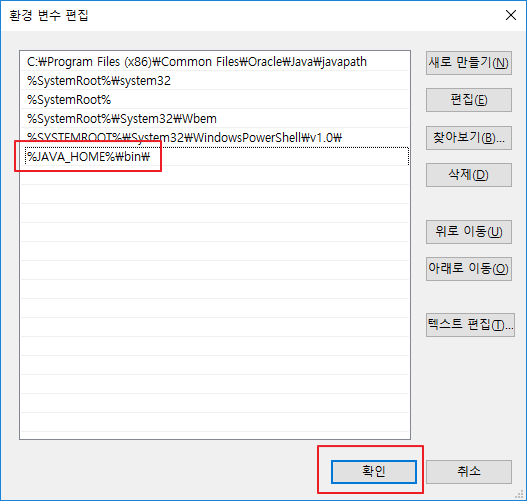 환경 변수 편집
C:₩Program Files (x86)₩Common Files₩Oracle₩Java₩javapath
%SystemRoot%₩system32
%SystemRoot%
%SystemRoot%₩System32₩Wbem
%SYSTEMROOT%₩System32₩WindowsPowerShell₩v1.0₩
%JAVA_HOME%₩bin₩
새로 만들기(N)
편집(E)
찾아보기(B)...
삭제(D)
위로 이동(U)
아래로 이동(O)
텍스트 편집(T)...
확인
취소